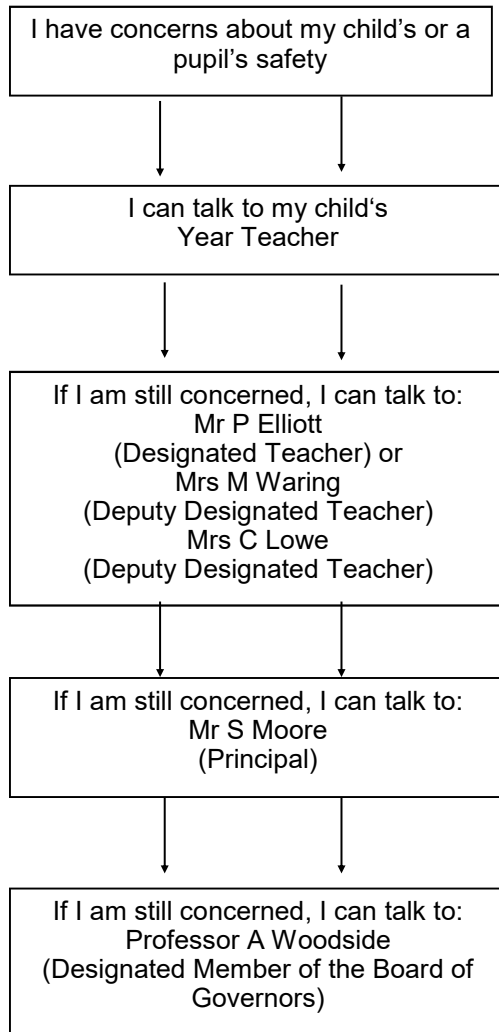 I have concerns about my child’s or a
pupil’s safety
I can talk to my child‘s
Year Teacher
If I am still concerned, I can talk to:
Mr P Elliott
(Designated Teacher) or
Mrs M Waring
(Deputy Designated Teacher)
Mrs C Lowe
(Deputy Designated Teacher)
If I am still concerned, I can talk to:
Mr S Moore
(Principal)
If I am still concerned, I can talk to:
Professor A Woodside
(Designated Member of the Board of
Governors)